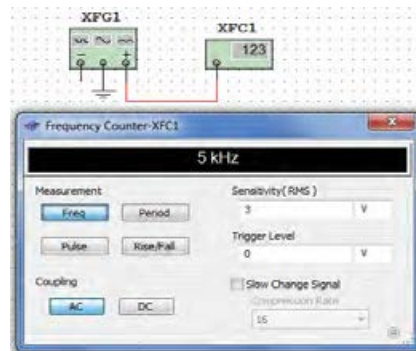 XFG1
XFC1
123
Frequency Counter-XFC1
5 kHz
Measurement
Sensitivity( RMS )
Freq
Period
3
V
Pulse
Rise/Fall
Trigger Level
0
V
Coupling
Slow Change Signal
AC
DC
Compression Rate
16